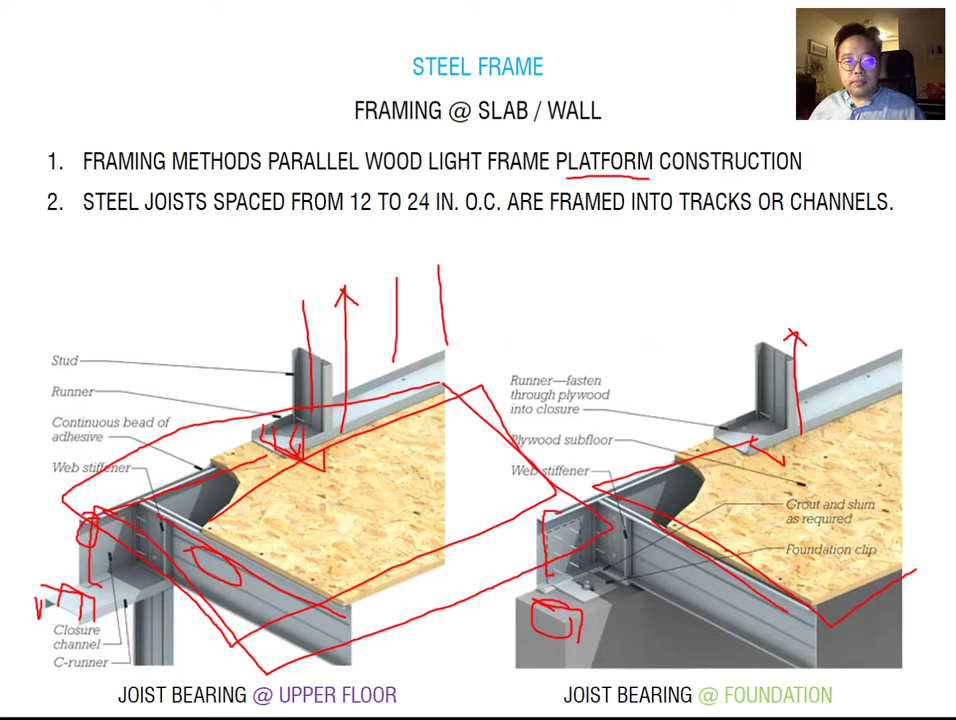 STEEL FRAME
FRAMING @ SLAB / WALL
1. FRAMING METHODS PARALLEL WOOD LIGHT FRAME PLATFORM CONSTRUCTION
2. STEEL JOISTS SPACED FROM 12 TO 24 IN. O.C. ARE FRAMED INTO TRACKS OR CHANNELS.
Stud
Runner
Continuous bead of
adhesive
Web stiffener
Closure
channel
C-runner
JOIST BEARING @ UPPER FLOOR
Runner—fasten
through plywood
into closure
Plywood subfloor
Web stiffener
Grout and shim
as required
Foundation clip
JOIST BEARING @ FOUNDATION